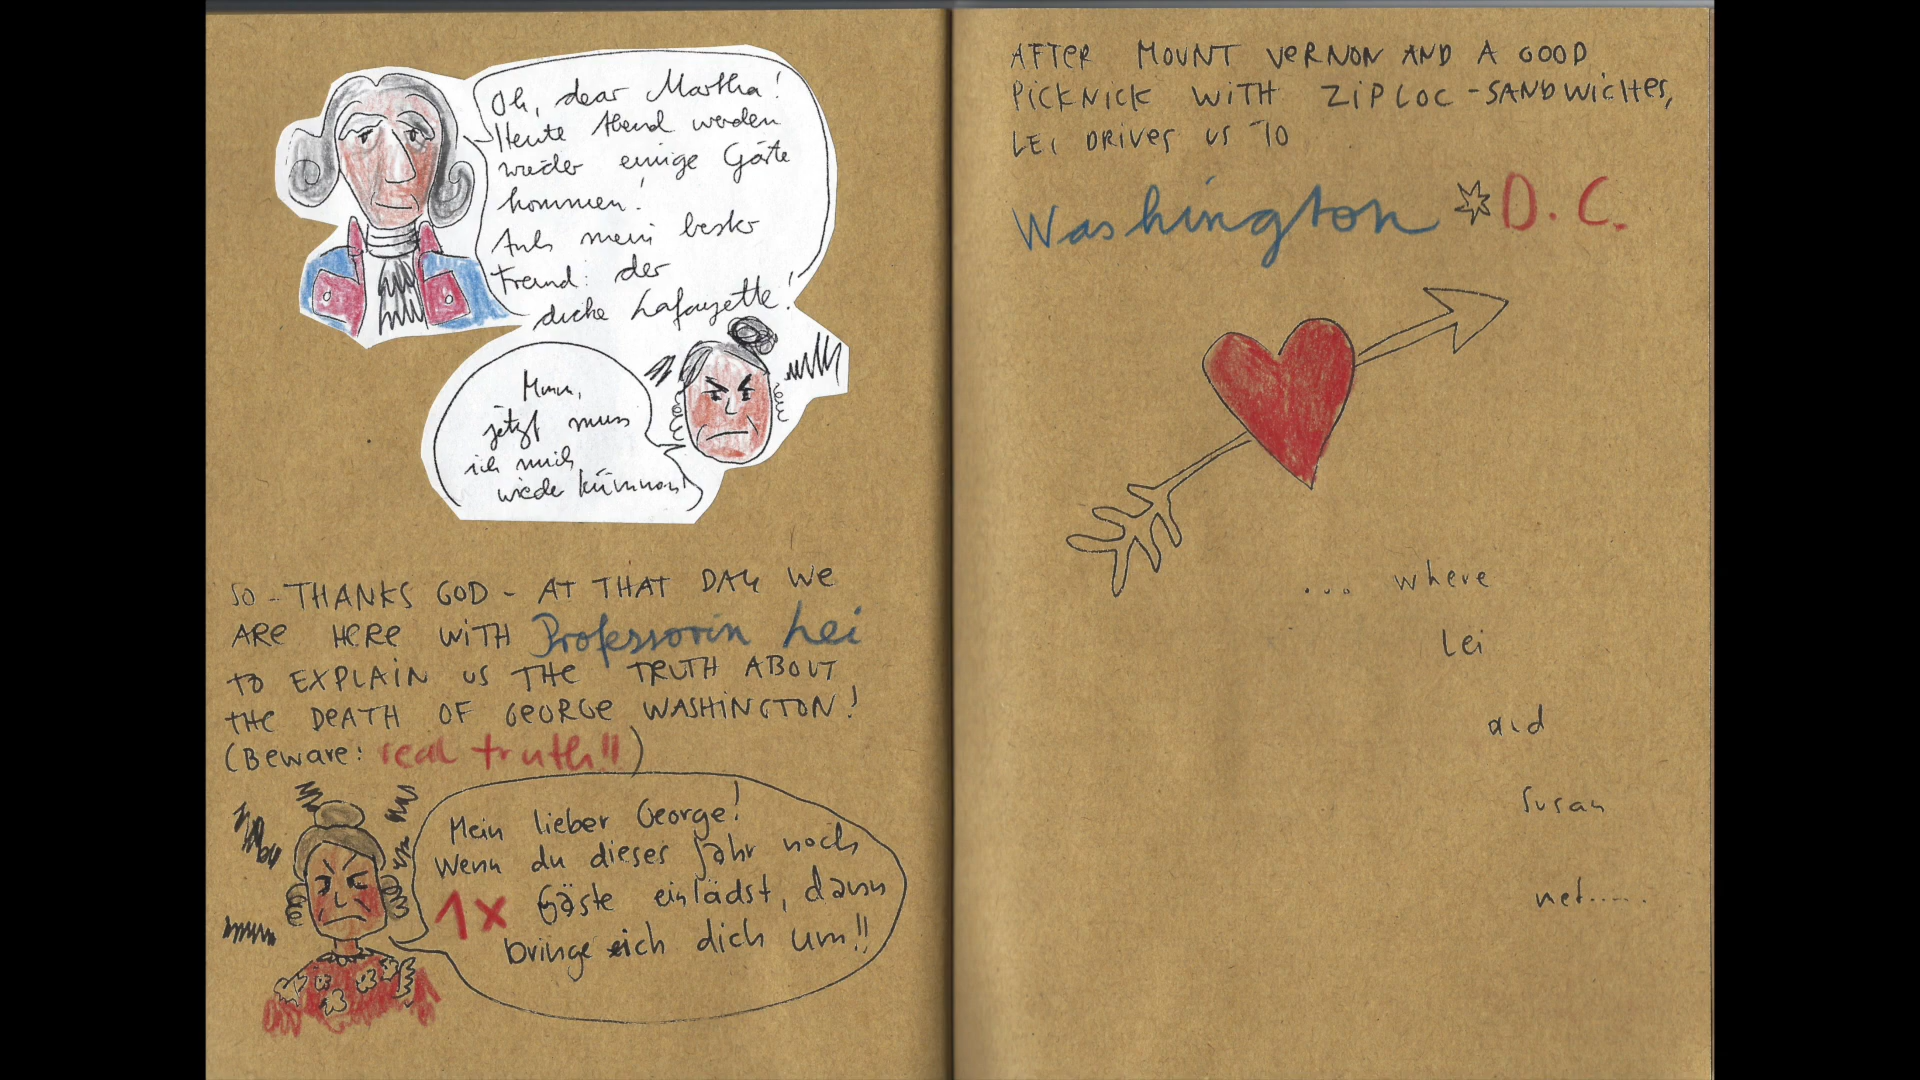 Oh, dear Martha!
Heute Abend werden
wieder einige Gäste
kommen!
Auch mein bester
Freund: der
dicke Lafayette!
Mmm,
jetzt muss
ich mich
wieder kümmern!
SO - THANKS GOD - AT THAT DAY WE
ARE HERE WITH Professorin Lei
TO EXPLAIN US THE TRUTH ABOUT
THE DEATH OF GEORGE WASHINGTON!
(Beware: real truth!!)
Mein lieber George!
Wenn du dieses Jahr noch
1x Gäste einlädst, dann
bringe ich dich um!!
AFTER MOUNT VERNON AND A GOOD
PICKNICK WITH ZIPLOC-SANDWICHES,
LEI DRIVES US TO
Washington * D.C.
... where
Lei
and
Susan
met.....